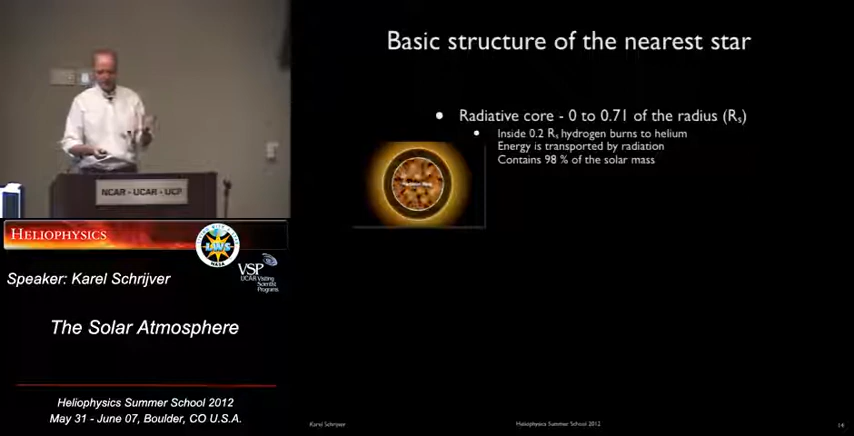 Basic structure of the nearest star
Radiative core - 0 to 0.71 of the radius (Rs)
Inside 0.2 Rs hydrogen burns to helium
Energy is transported by radiation
Contains 98 % of the solar mass
NCAR - UCAR - UCP
HELIOPHYSICS
LWS
NASA
VSP
UCAR Visiting
Scientist
Programs
Speaker: Karel Schrijver
The Solar Atmosphere
Heliophysics Summer School 2012
May 31 - June 07, Boulder, CO U.S.A.
Karel Schrijver
Heliophysics Summer School 2012
14